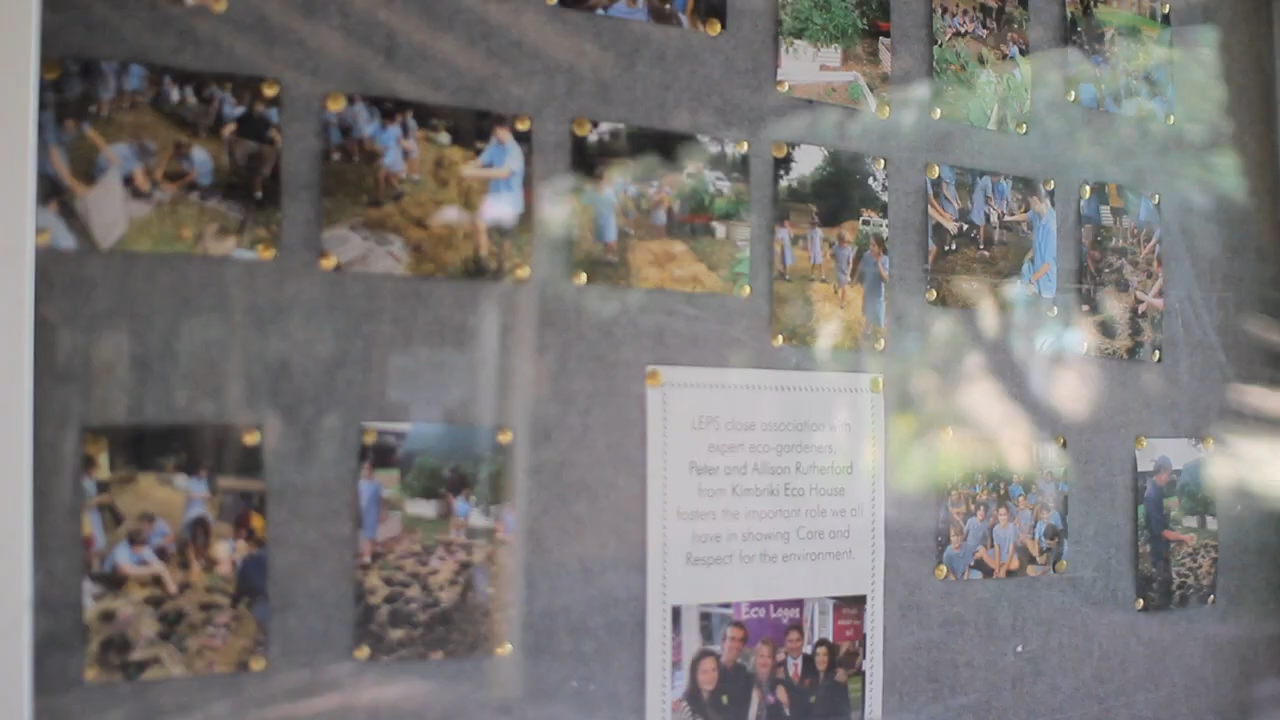 LEPS close association with
expert eco-gardeners,
Peter and Allison Rutherford
from Kimbriki Eco House
fosters the important role we all
have in showing 'Care and
Respect' for the environment.
Eco Loges